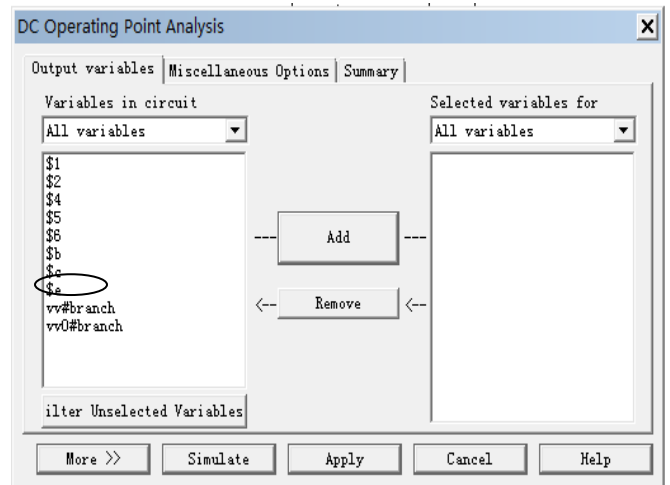 DC Operating Point Analysis
Output variables Miscellaneous Options Summary
Variables in circuit
Selected variables for
All variables
All variables
$1
$2
$4
$5
$6
$b
$c
$e
vv#branch
vv0#branch
--- Add ---
<-- Remove <--
ilter Unselected Variables
More >> Simulate Apply Cancel Help